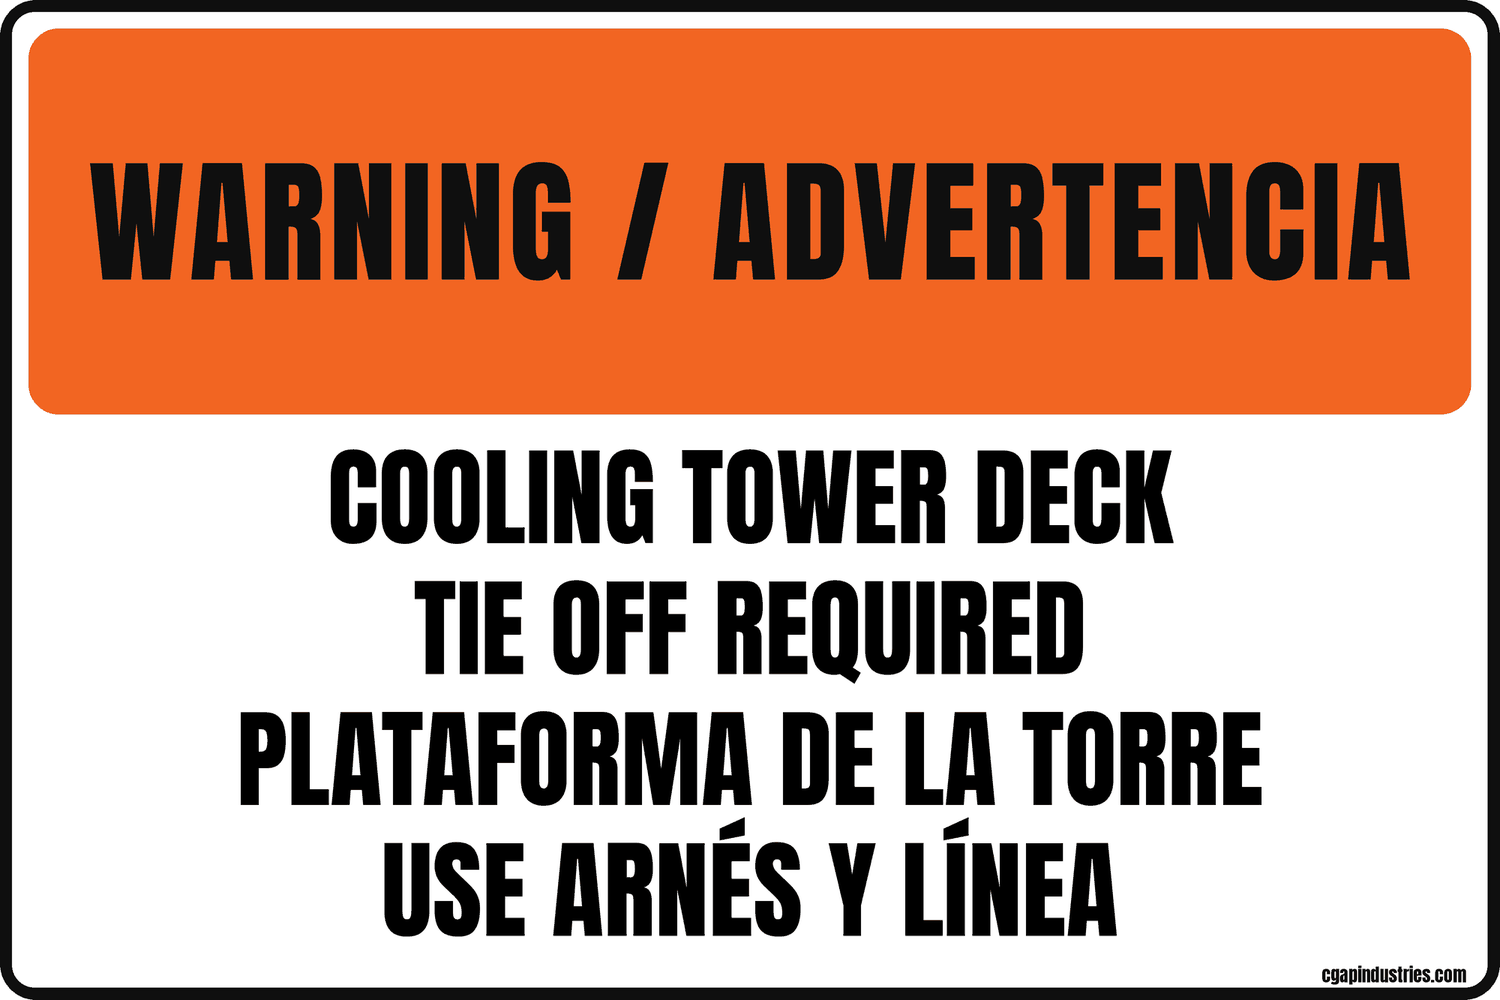 WARNING / ADVERTENCIA
COOLING TOWER DECK
TIE OFF REQUIRED
PLATAFORMA DE LA TORRE
USE ARNÉS Y LÍNEA
cgapindustries.com